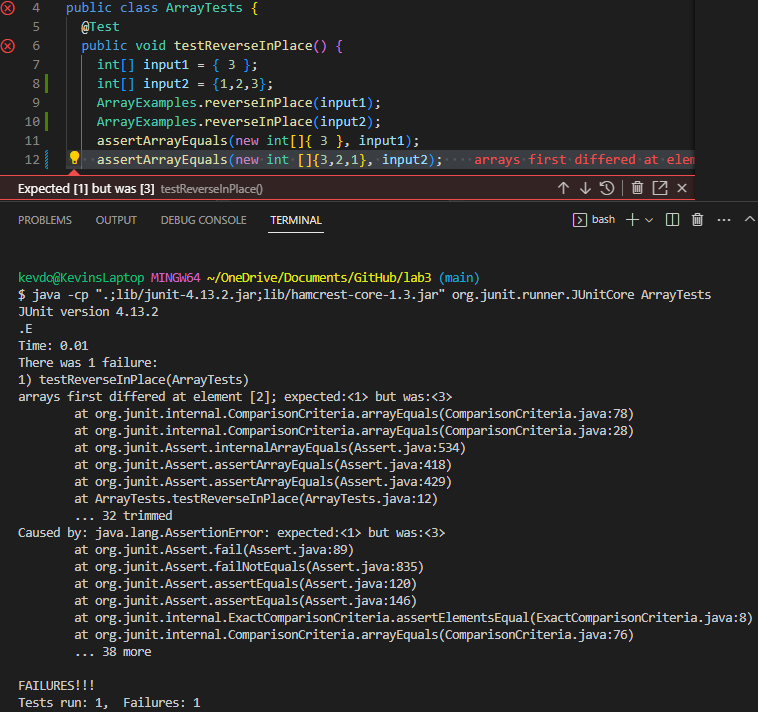 4 public class ArrayTests {
5 @Test
6 public void testReverseInPlace() {
7 int[] input1 = { 3 };
8 int[] input2 = {1,2,3};
9 ArrayExamples.reverseInPlace(input1);
10 ArrayExamples.reverseInPlace(input2);
11 assertArrayEquals(new int[]{ 3 }, input1);
12 assertArrayEquals(new int []{3,2,1}, input2); arrays first differed at elem
Expected [1] but was [3] testReverseInPlace()
PROBLEMS OUTPUT DEBUG CONSOLE TERMINAL bash
kevdo@KevinsLaptop MINGW64 ~/OneDrive/Documents/GitHub/lab3 (main)
$ java -cp ".;lib/junit-4.13.2.jar;lib/hamcrest-core-1.3.jar" org.junit.runner.JUnitCore ArrayTests
JUnit version 4.13.2
.E
Time: 0.01
There was 1 failure:
1) testReverseInPlace(ArrayTests)
arrays first differed at element [2]; expected:<1> but was:<3>
at org.junit.internal.ComparisonCriteria.arrayEquals(ComparisonCriteria.java:78)
at org.junit.internal.ComparisonCriteria.arrayEquals(ComparisonCriteria.java:28)
at org.junit.Assert.internalArrayEquals(Assert.java:534)
at org.junit.Assert.assertArrayEquals(Assert.java:418)
at org.junit.Assert.assertArrayEquals(Assert.java:429)
at ArrayTests.testReverseInPlace(ArrayTests.java:12)
... 32 trimmed
Caused by: java.lang.AssertionError: expected:<1> but was:<3>
at org.junit.Assert.fail(Assert.java:89)
at org.junit.Assert.failNotEquals(Assert.java:835)
at org.junit.Assert.assertEquals(Assert.java:120)
at org.junit.Assert.assertEquals(Assert.java:146)
at org.junit.internal.ExactComparisonCriteria.assertElementsEqual(ExactComparisonCriteria.java:8)
at org.junit.internal.ComparisonCriteria.arrayEquals(ComparisonCriteria.java:76)
... 38 more
FAILURES!!!
Tests run: 1,  Failures: 1